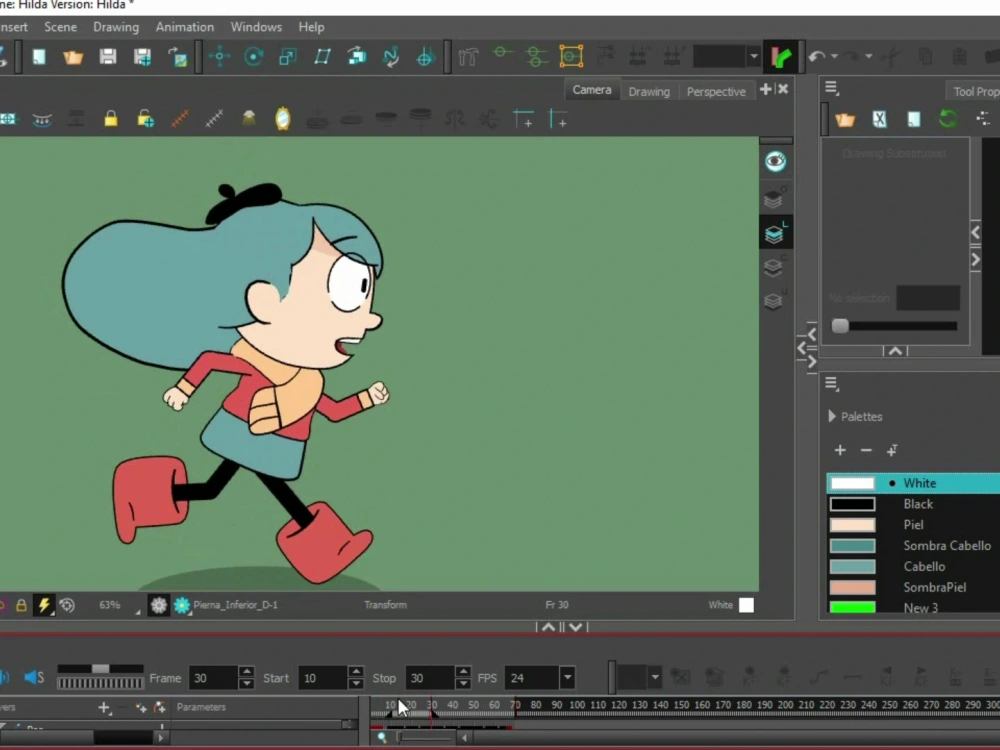 ne: Hilda Version: Hilda *
nsert Scene Drawing Animation Windows Help
Camera Drawing Perspective
Tool Prop
Drawing Substitution
No selection
Palettes
White
Black
Piel
Sombra Cabello
Cabello
SombraPiel
New 3
63% Pierna_Inferior_D-1 Transform Fr 30 White
S Frame 30 Start 10 Stop 30 FPS 24
yers Parameters
10 20 30 40 50 60 70 80 90 100 110 120 130 140 150 160 170 180 190 200 210 220 230 240 250 260 270 280 290 300